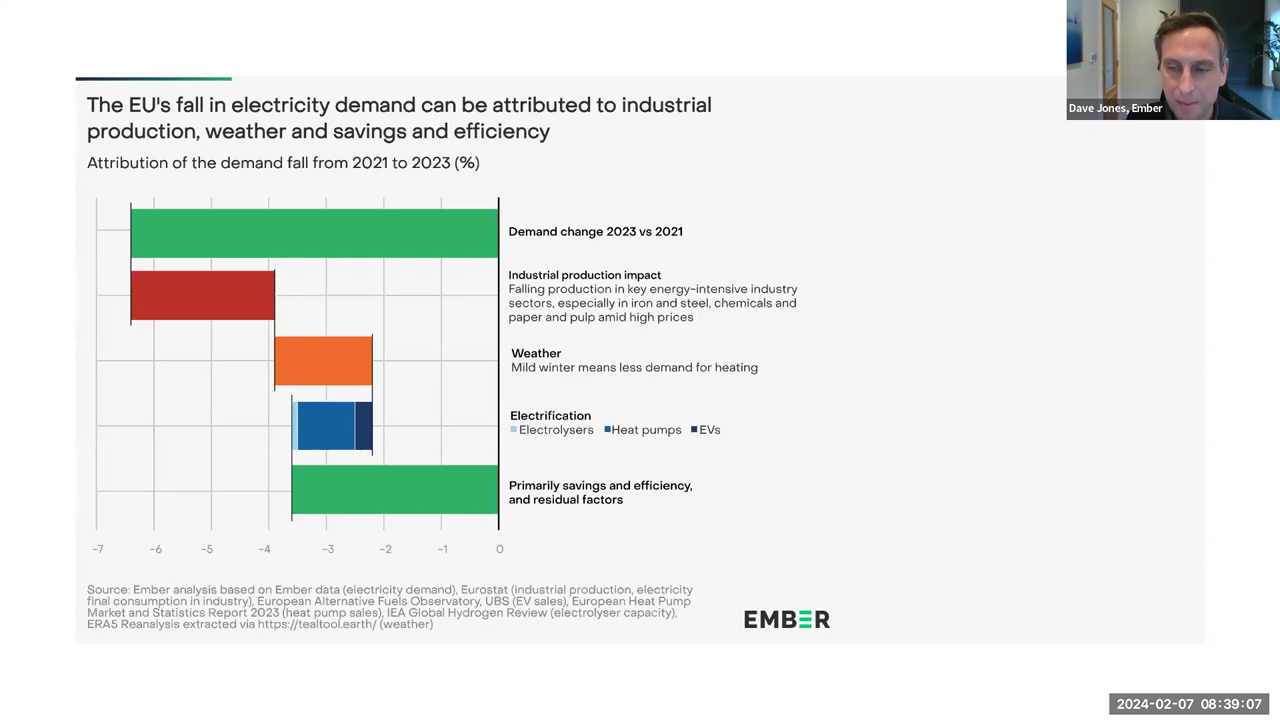 Dave Jones, Ember
The EU's fall in electricity demand can be attributed to industrial
production, weather and savings and efficiency
Attribution of the demand fall from 2021 to 2023 (%)
Demand change 2023 vs 2021
Industrial production impact
Falling production in key energy-intensive industry
sectors, especially in iron and steel, chemicals and
paper and pulp amid high prices
Weather
Mild winter means less demand for heating
Electrification
Electrolysers Heat pumps EVs
Primarily savings and efficiency,
and residual factors
-7 -6 -5 -4 -3 -2 -1 0
Source: Ember analysis based on Ember data (electricity demand), Eurostat (industrial production, electricity
final consumption in industry), European Alternative Fuels Observatory, UBS (EV sales), European Heat Pump
Market and Statistics Report 2023 (heat pump sales), IEA Global Hydrogen Review (electrolyser capacity),
ERA5 Reanalysis extracted via https://tealtool.earth/ (weather)
EMBER
2024-02-07 08:39:07